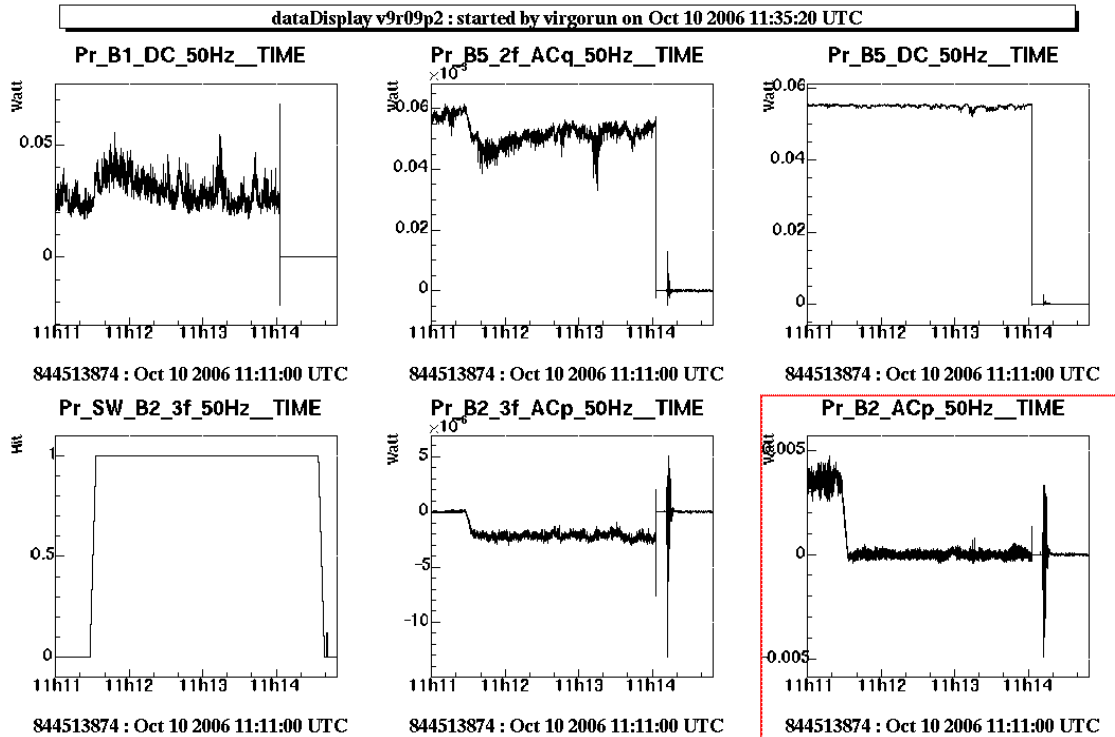 dataDisplay v9r09p2 : started by virgorun on Oct 10 2006 11:35:20 UTC
Pr_B1_DC_50Hz__TIME
Watt
0.05
0
11h11 11h12 11h13 11h14
844513874 : Oct 10 2006 11:11:00 UTC
Pr_B5_2f_ACq_50Hz__TIME
×10-3
Watt
0.06
0.04
0.02
0
11h11 11h12 11h13 11h14
844513874 : Oct 10 2006 11:11:00 UTC
Pr_B5_DC_50Hz__TIME
Watt
0.06
0.04
0.02
0
11h11 11h12 11h13 11h14
844513874 : Oct 10 2006 11:11:00 UTC
Pr_SW_B2_3f_50Hz__TIME
Hit
1
0.5
0
11h11 11h12 11h13 11h14
844513874 : Oct 10 2006 11:11:00 UTC
Pr_B2_3f_ACp_50Hz__TIME
×10-6
Watt
5
0
-5
-10
11h11 11h12 11h13 11h14
844513874 : Oct 10 2006 11:11:00 UTC
Pr_B2_ACp_50Hz__TIME
Watt
0.005
0
-0.005
11h11 11h12 11h13 11h14
844513874 : Oct 10 2006 11:11:00 UTC